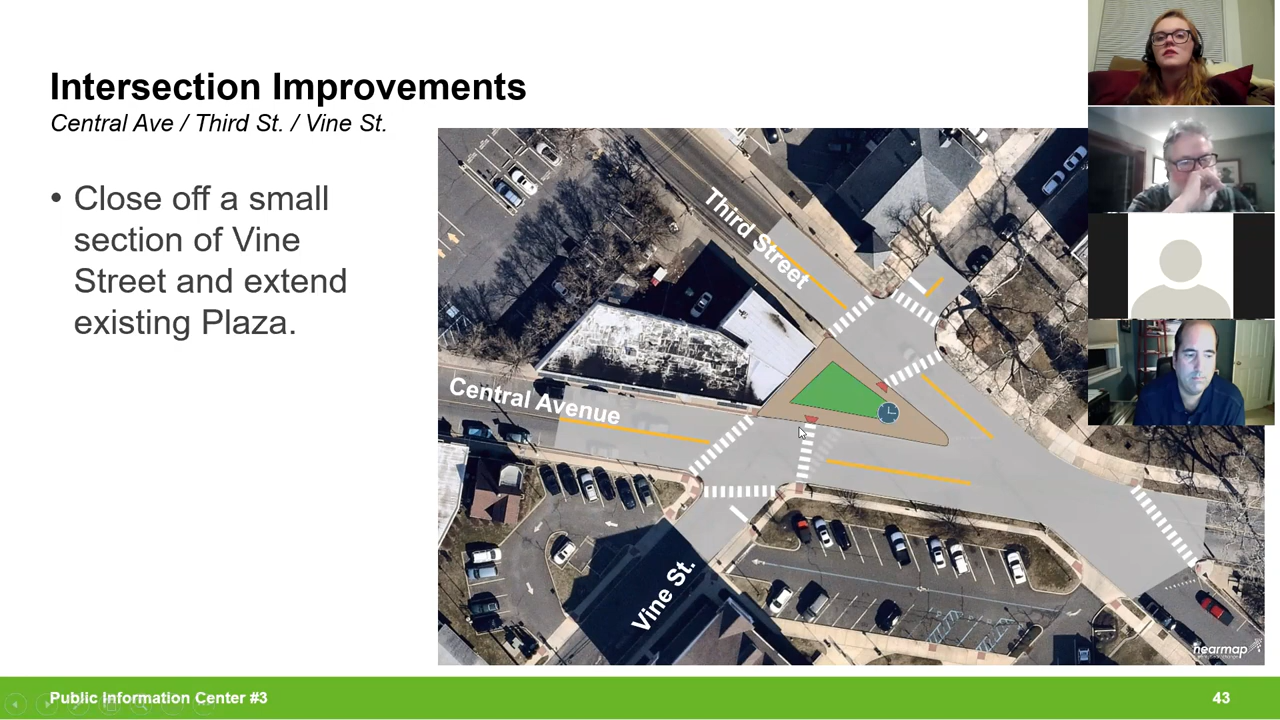 Intersection Improvements
Central Ave / Third St. / Vine St.
• Close off a small
section of Vine
Street and extend
existing Plaza.
Third Street
Central Avenue
Vine St.
nearmap
Public Information Center #3
43